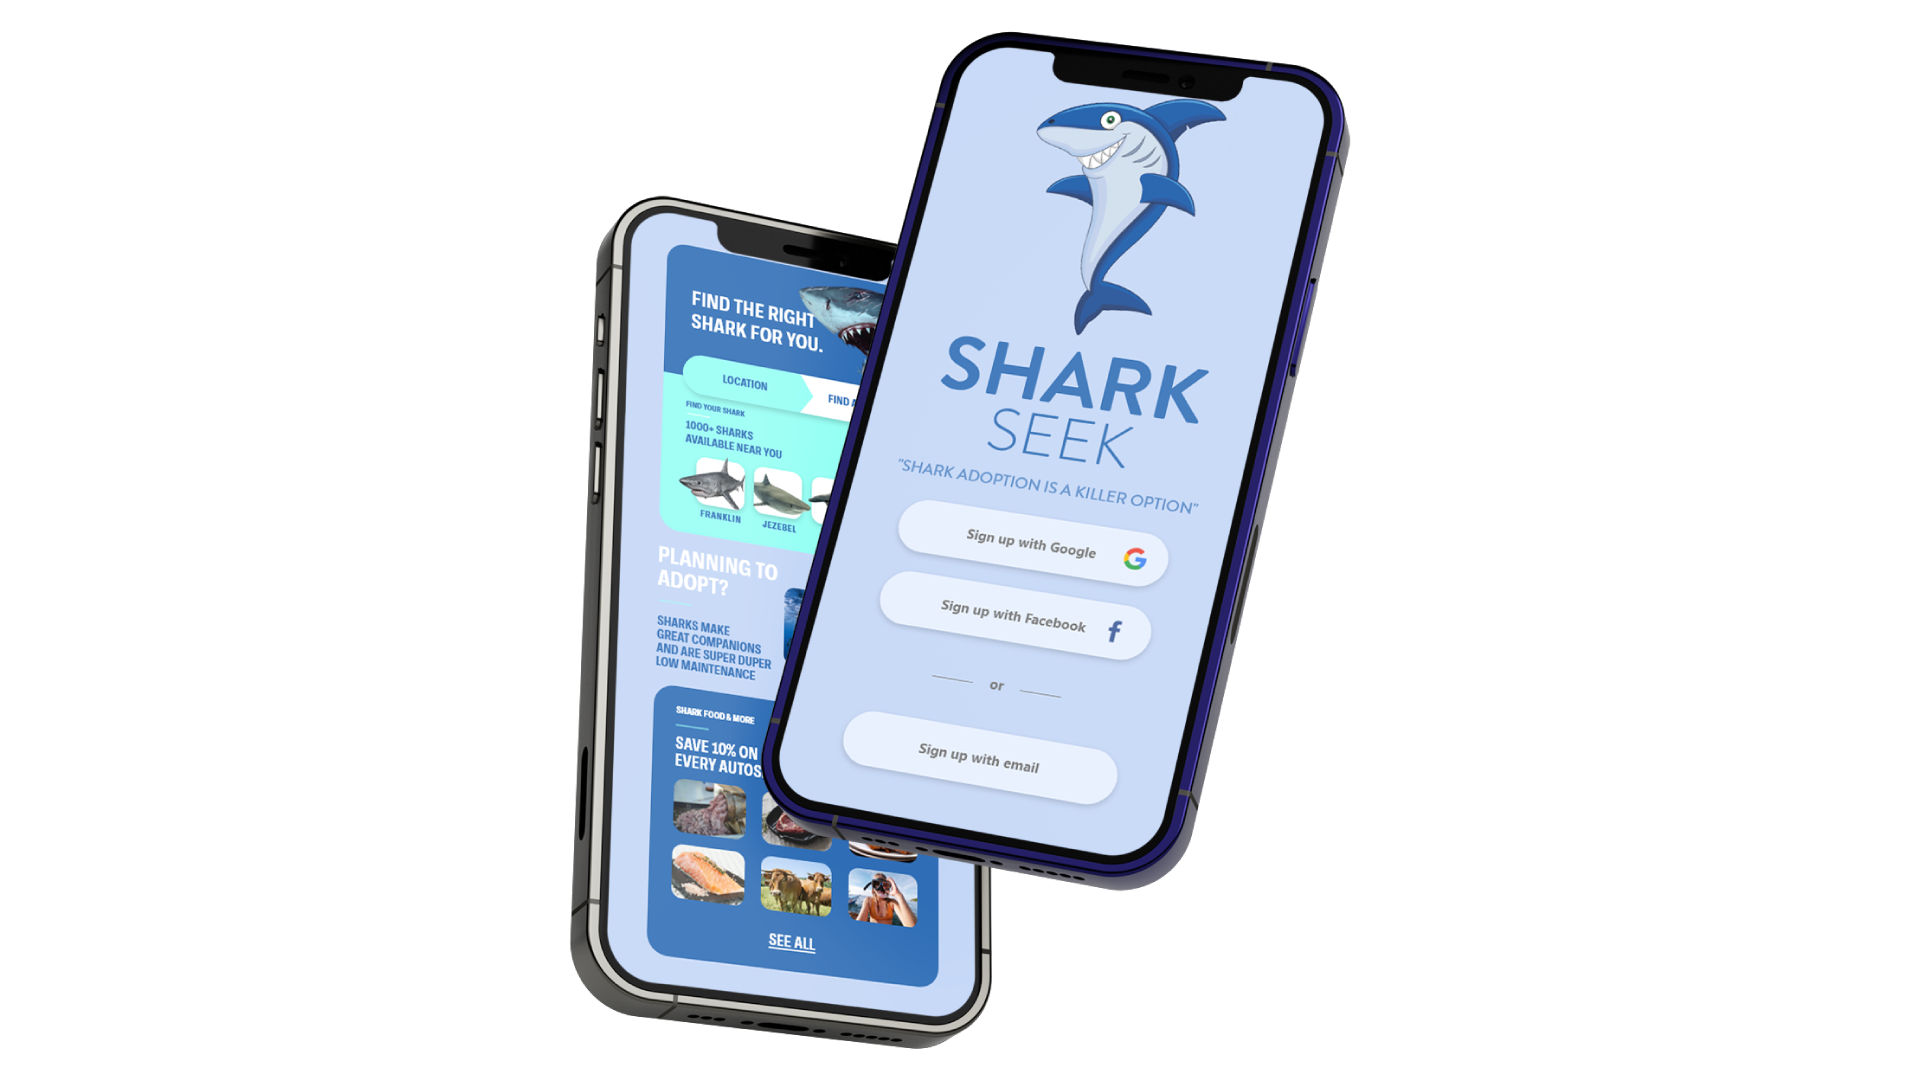 FIND THE RIGHT
SHARK FOR YOU.
LOCATION
FIND
FIND YOUR SHARK
1000+ SHARKS
AVAILABLE NEAR YOU
FRANKLIN
JEZEBEL
PLANNING TO
ADOPT?
SHARKS MAKE
GREAT COMPANIONS
AND ARE SUPER DUPER
LOW MAINTENANCE
SHARK FOOD & MORE
SAVE 10% ON
EVERY AUTOS
SEE ALL
SHARK
SEEK
"SHARK ADOPTION IS A KILLER OPTION"
Sign up with Google
Sign up with Facebook
or
Sign up with email